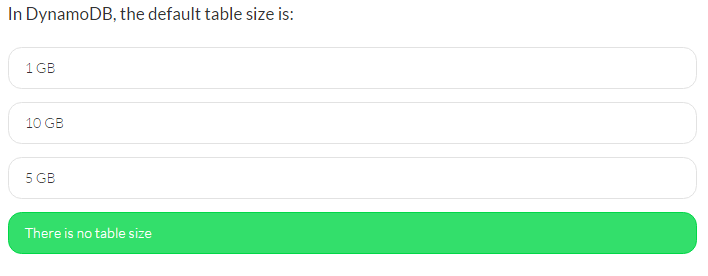 In DynamoDB, the default table size is:
1 GB
10 GB
5 GB
There is no table size